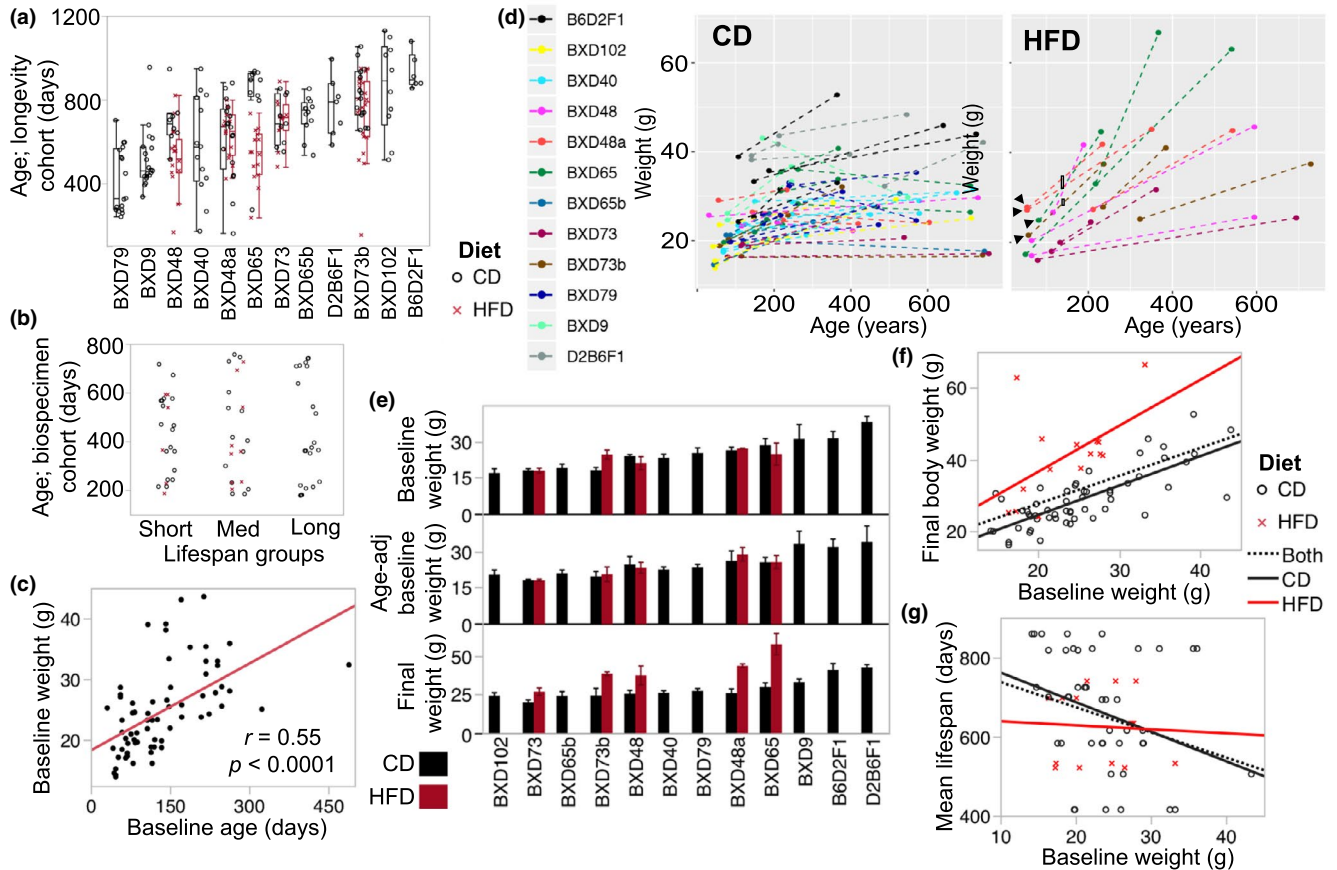 (a)
1200
800
400
Age; longevity
cohort (days)
BXD79
BXD9
BXD48
BXD40
BXD48a
BXD65
BXD73
BXD65b
D2B6F1
BXD73b
BXD102
B6D2F1
Diet
CD
HFD
(b)
800
600
400
200
Age; biospecimen
cohort (days)
Short
Med
Long
Lifespan groups
(c)
40
30
20
Baseline weight (g)
r = 0.55
p < 0.0001
0
150
300
450
Baseline age (days)
(d)
B6D2F1
BXD102
BXD40
BXD48
BXD48a
BXD65
BXD65b
BXD73
BXD73b
BXD79
BXD9
D2B6F1
CD
60
40
20
Weight (g)
200
400
600
Age (years)
HFD
Weight (g)
200
400
600
Age (years)
(e)
30
15
0
Baseline
weight (g)
30
15
0
Age-adj
baseline
weight (g)
50
25
0
Final
weight (g)
BXD102
BXD73
BXD65b
BXD73b
BXD48
BXD40
BXD79
BXD48a
BXD65
BXD9
B6D2F1
D2B6F1
CD
HFD
(f)
60
40
20
Final body weight (g)
20
30
40
Baseline weight (g)
Diet
CD
HFD
Both
CD
HFD
(g)
800
600
400
Mean lifespan (days)
10
20
30
40
Baseline weight (g)